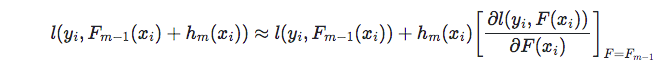 l(y_i, F_{m-1}(x_i) + h_m(x_i)) ≈ l(y_i, F_{m-1}(x_i)) + h_m(x_i) [ ∂l(y_i, F(x_i)) / ∂F(x_i) ]_{F=F_{m-1}}